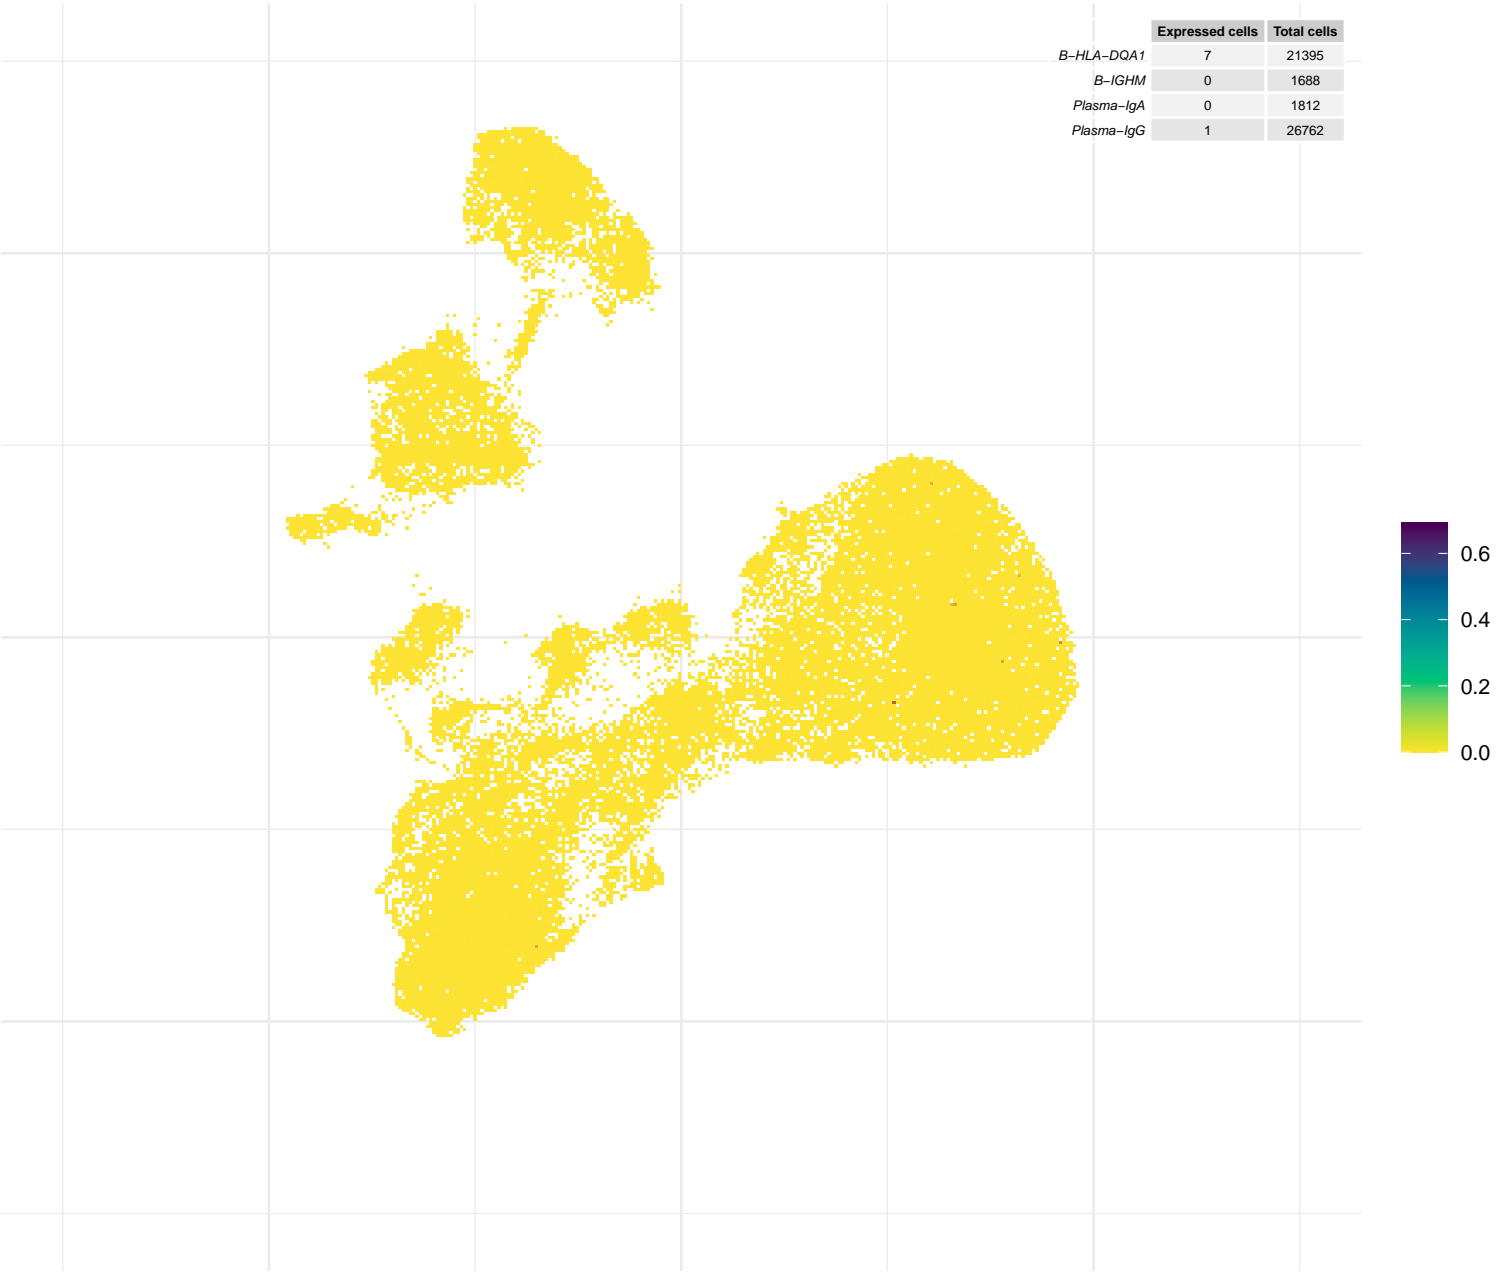 Expressed cells Total cells
B−HLA−DQA1 7 21395
B−IGHM 0 1688
Plasma−IgA 0 1812
Plasma−IgG 1 26762
0.6
0.4
0.2
0.0